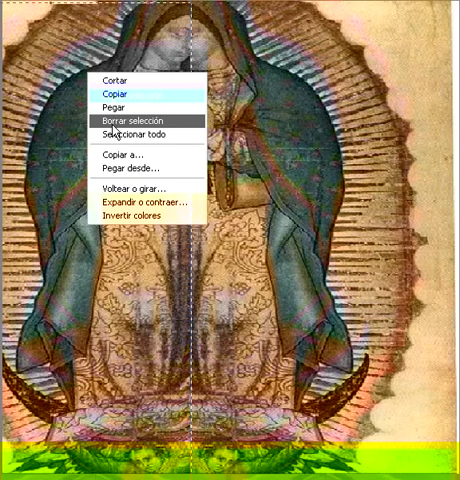 Cortar
Copiar
Pegar
Borrar selección
Seleccionar todo
Copiar a...
Pegar desde...
Voltear o girar...
Expandir o contraer...
Invertir colores